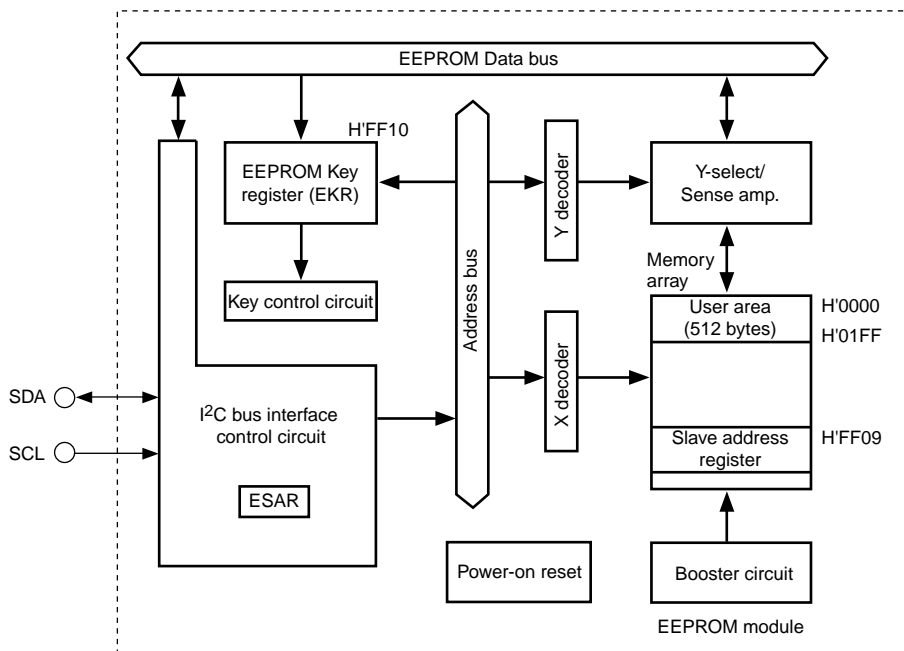 EEPROM Data bus
H'FF10
EEPROM Key
register (EKR)
Key control circuit
Address bus
Y decoder
Y-select/
Sense amp.
Memory
array
User area
(512 bytes)
H'0000
H'01FF
X decoder
SDA
SCL
I²C bus interface
control circuit
ESAR
Slave address
register
H'FF09
Power-on reset
Booster circuit
EEPROM module